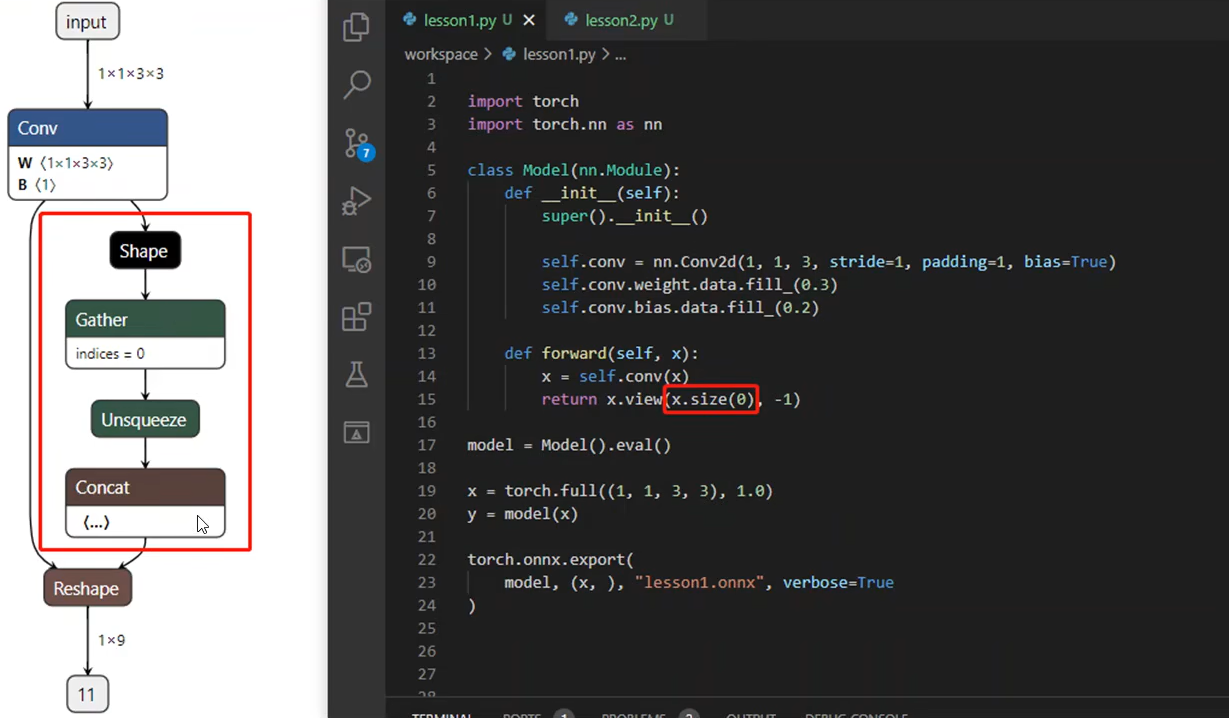 input
1×1×3×3
Conv
W ⟨1×1×3×3⟩
B ⟨1⟩
Shape
Gather
indices = 0
Unsqueeze
Concat
⟨...⟩
Reshape
1×9
11
lesson1.py U ✕ lesson2.py U
workspace > lesson1.py > ...
7
1
2 import torch
3 import torch.nn as nn
4
5 class Model(nn.Module):
6 def __init__(self):
7 super().__init__()
8
9 self.conv = nn.Conv2d(1, 1, 3, stride=1, padding=1, bias=True)
10 self.conv.weight.data.fill_(0.3)
11 self.conv.bias.data.fill_(0.2)
12
13 def forward(self, x):
14 x = self.conv(x)
15 return x.view(x.size(0), -1)
16
17 model = Model().eval()
18
19 x = torch.full((1, 1, 3, 3), 1.0)
20 y = model(x)
21
22 torch.onnx.export(
23 model, (x, ), "lesson1.onnx", verbose=True
24 )
25
26
27
28
TERMINAL PORTS 1 PROBLEMS 2 OUTPUT DEBUG CONSOLE